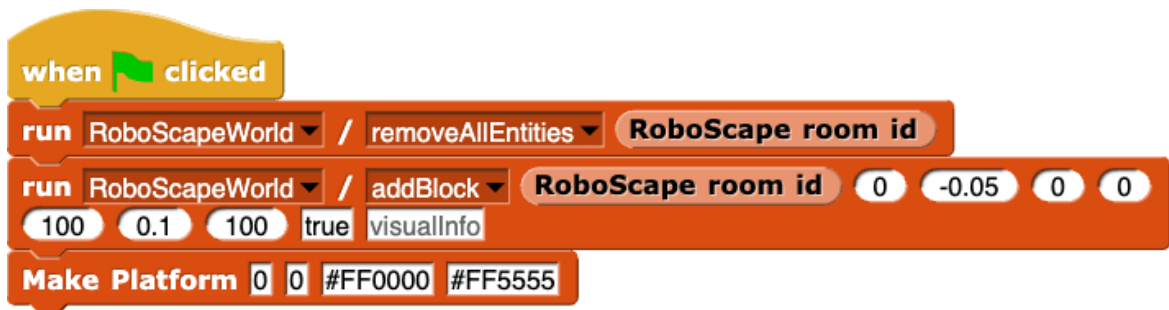 when clicked
run RoboScapeWorld / removeAllEntities RoboScape room id
run RoboScapeWorld / addBlock RoboScape room id 0 -0.05 0 0
100 0.1 100 true visualInfo
Make Platform 0 0 #FF0000 #FF5555